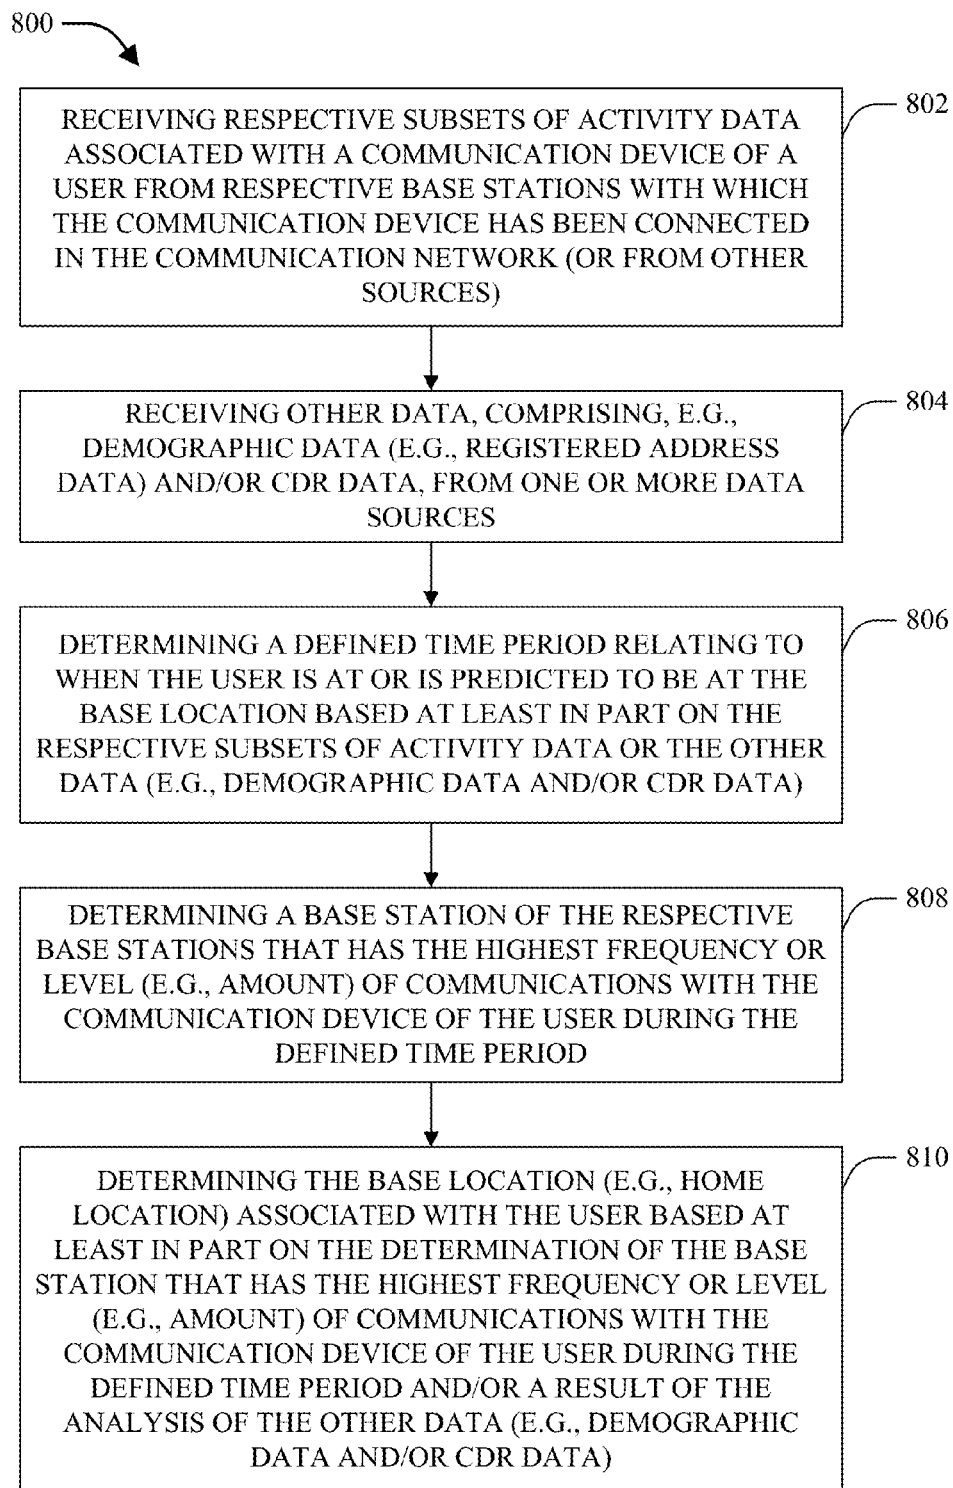 800
RECEIVING RESPECTIVE SUBSETS OF ACTIVITY DATA
ASSOCIATED WITH A COMMUNICATION DEVICE OF A
USER FROM RESPECTIVE BASE STATIONS WITH WHICH
THE COMMUNICATION DEVICE HAS BEEN CONNECTED
IN THE COMMUNICATION NETWORK (OR FROM OTHER
SOURCES)
802
RECEIVING OTHER DATA, COMPRISING, E.G.,
DEMOGRAPHIC DATA (E.G., REGISTERED ADDRESS
DATA) AND/OR CDR DATA, FROM ONE OR MORE DATA
SOURCES
804
DETERMINING A DEFINED TIME PERIOD RELATING TO
WHEN THE USER IS AT OR IS PREDICTED TO BE AT THE
BASE LOCATION BASED AT LEAST IN PART ON THE
RESPECTIVE SUBSETS OF ACTIVITY DATA OR THE OTHER
DATA (E.G., DEMOGRAPHIC DATA AND/OR CDR DATA)
806
DETERMINING A BASE STATION OF THE RESPECTIVE
BASE STATIONS THAT HAS THE HIGHEST FREQUENCY OR
LEVEL (E.G., AMOUNT) OF COMMUNICATIONS WITH THE
COMMUNICATION DEVICE OF THE USER DURING THE
DEFINED TIME PERIOD
808
DETERMINING THE BASE LOCATION (E.G., HOME
LOCATION) ASSOCIATED WITH THE USER BASED AT
LEAST IN PART ON THE DETERMINATION OF THE BASE
STATION THAT HAS THE HIGHEST FREQUENCY OR LEVEL
(E.G., AMOUNT) OF COMMUNICATIONS WITH THE
COMMUNICATION DEVICE OF THE USER DURING THE
DEFINED TIME PERIOD AND/OR A RESULT OF THE
ANALYSIS OF THE OTHER DATA (E.G., DEMOGRAPHIC
DATA AND/OR CDR DATA)
810